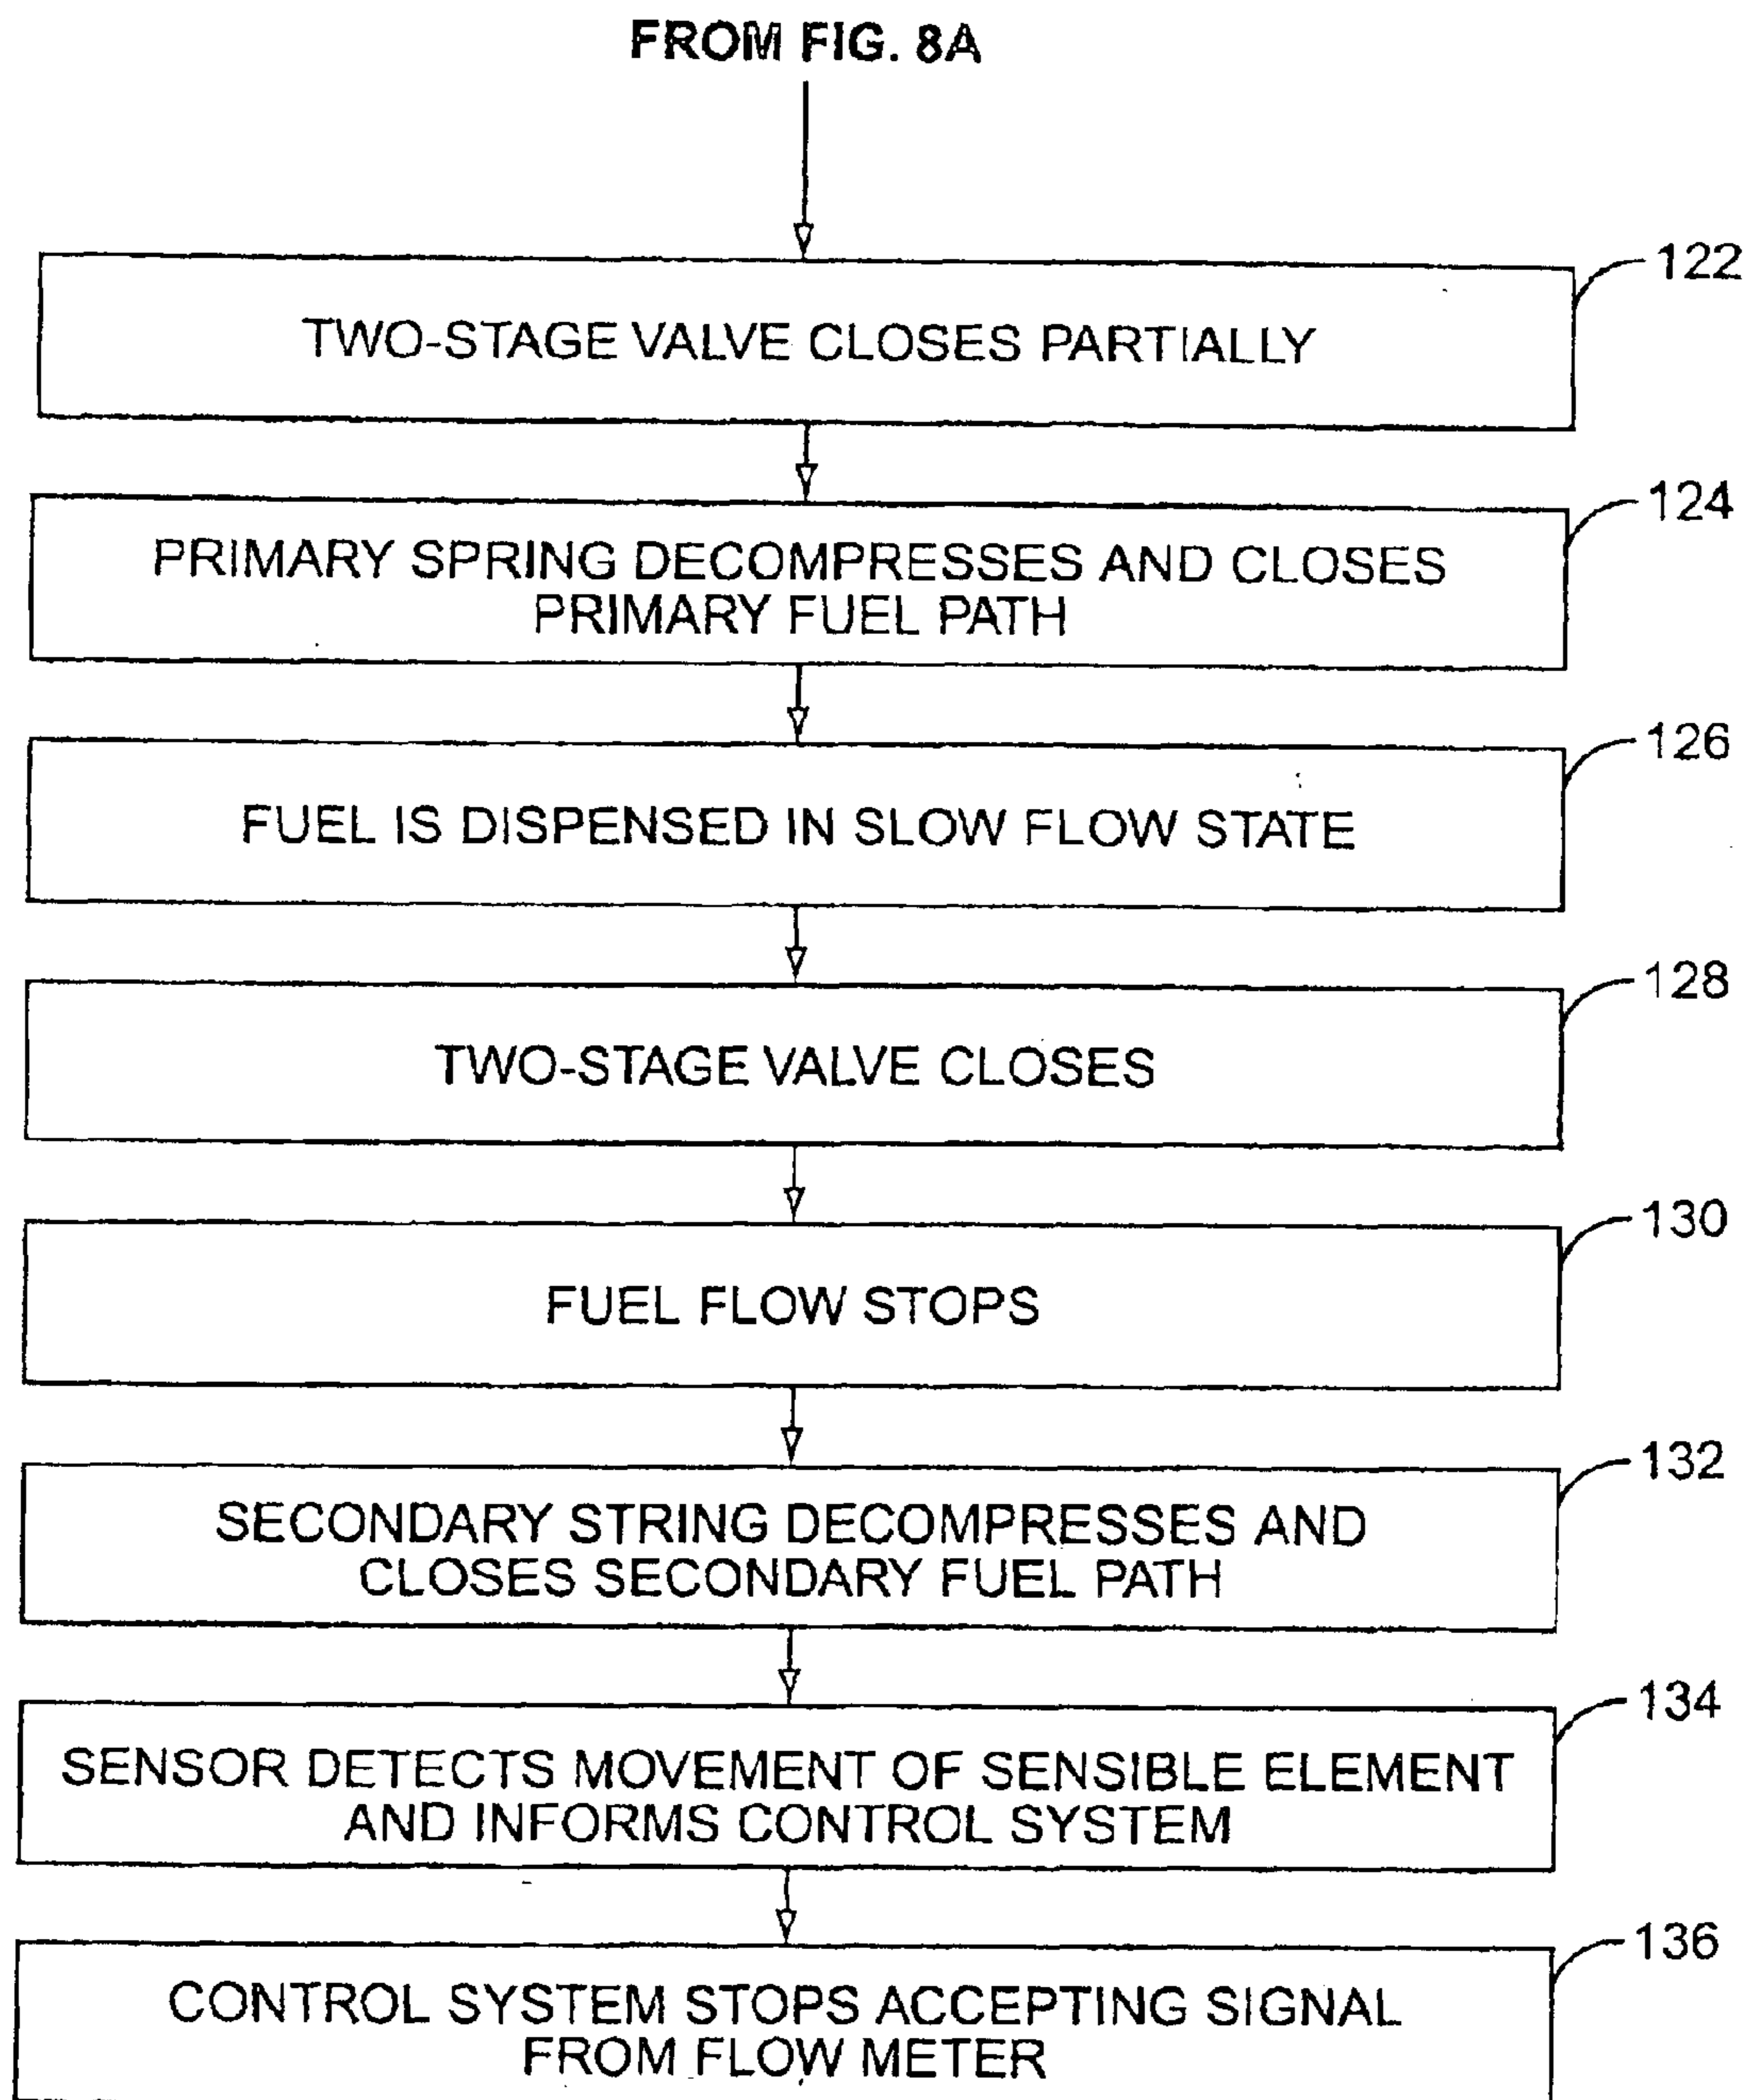 FROM FIG. 8A
122
TWO-STAGE VALVE CLOSES PARTIALLY
124
PRIMARY SPRING DECOMPRESSES AND CLOSES
PRIMARY FUEL PATH
126
FUEL IS DISPENSED IN SLOW FLOW STATE
128
TWO-STAGE VALVE CLOSES
130
FUEL FLOW STOPS
132
SECONDARY STRING DECOMPRESSES AND
CLOSES SECONDARY FUEL PATH
134
SENSOR DETECTS MOVEMENT OF SENSIBLE ELEMENT
AND INFORMS CONTROL SYSTEM
136
CONTROL SYSTEM STOPS ACCEPTING SIGNAL
FROM FLOW METER